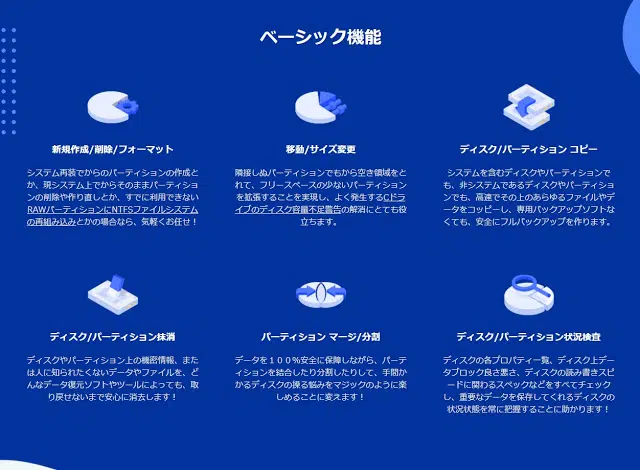 ベーシック機能
新規作成/削除/フォーマット
システム再装でからのパーティションの作成と
か、現システム上でからそのままパーティション
の削除や作り直しとか、すでに利用できない
RAWパーティションにNTFSファイルシステム
の再組み込みとかの場合なら、気軽くお任せ！
移動/サイズ変更
隣接しぬパーティションでもから空き領域をと
れて、フリースペースの少ないパーティション
を拡張することを実現し、よく発生するCドラ
イブのディスク容量不足警告の解消にとても役
立ちます。
ディスク/パーティション コピー
システムを含むディスクやパーティションで
も、非システムであるディスクやパーティショ
ンでも、高速でその上のあらゆるファイルやデ
ータをコッピーし、専用バックアップソフトな
くても、安全にフルバックアップを作ります。
ディスク/パーティション抹消
ディスクやパーティション上の機密情報、また
は人に知られたくないデータやファイルを、ど
んなデータ復元ソフトやツールによっても、取
り戻せないまで安心に消去します！
パーティション マージ/分割
データを１００％安全に保障しながら、パーテ
ィションを結合したり分割したりして、手間か
かるディスクの操る悩みをマジックのように楽
しめることに変えます！
ディスク/パーティション状況検査
ディスクの各プロパティ一覧、ディスク上デー
タブロック良さ悪さ、ディスクの読み書きスピ
ードに関わるスペックなどをすべてチェック
し、重要なデータを保存してくれるディスクの
状況状態を常に把握することに助かります！